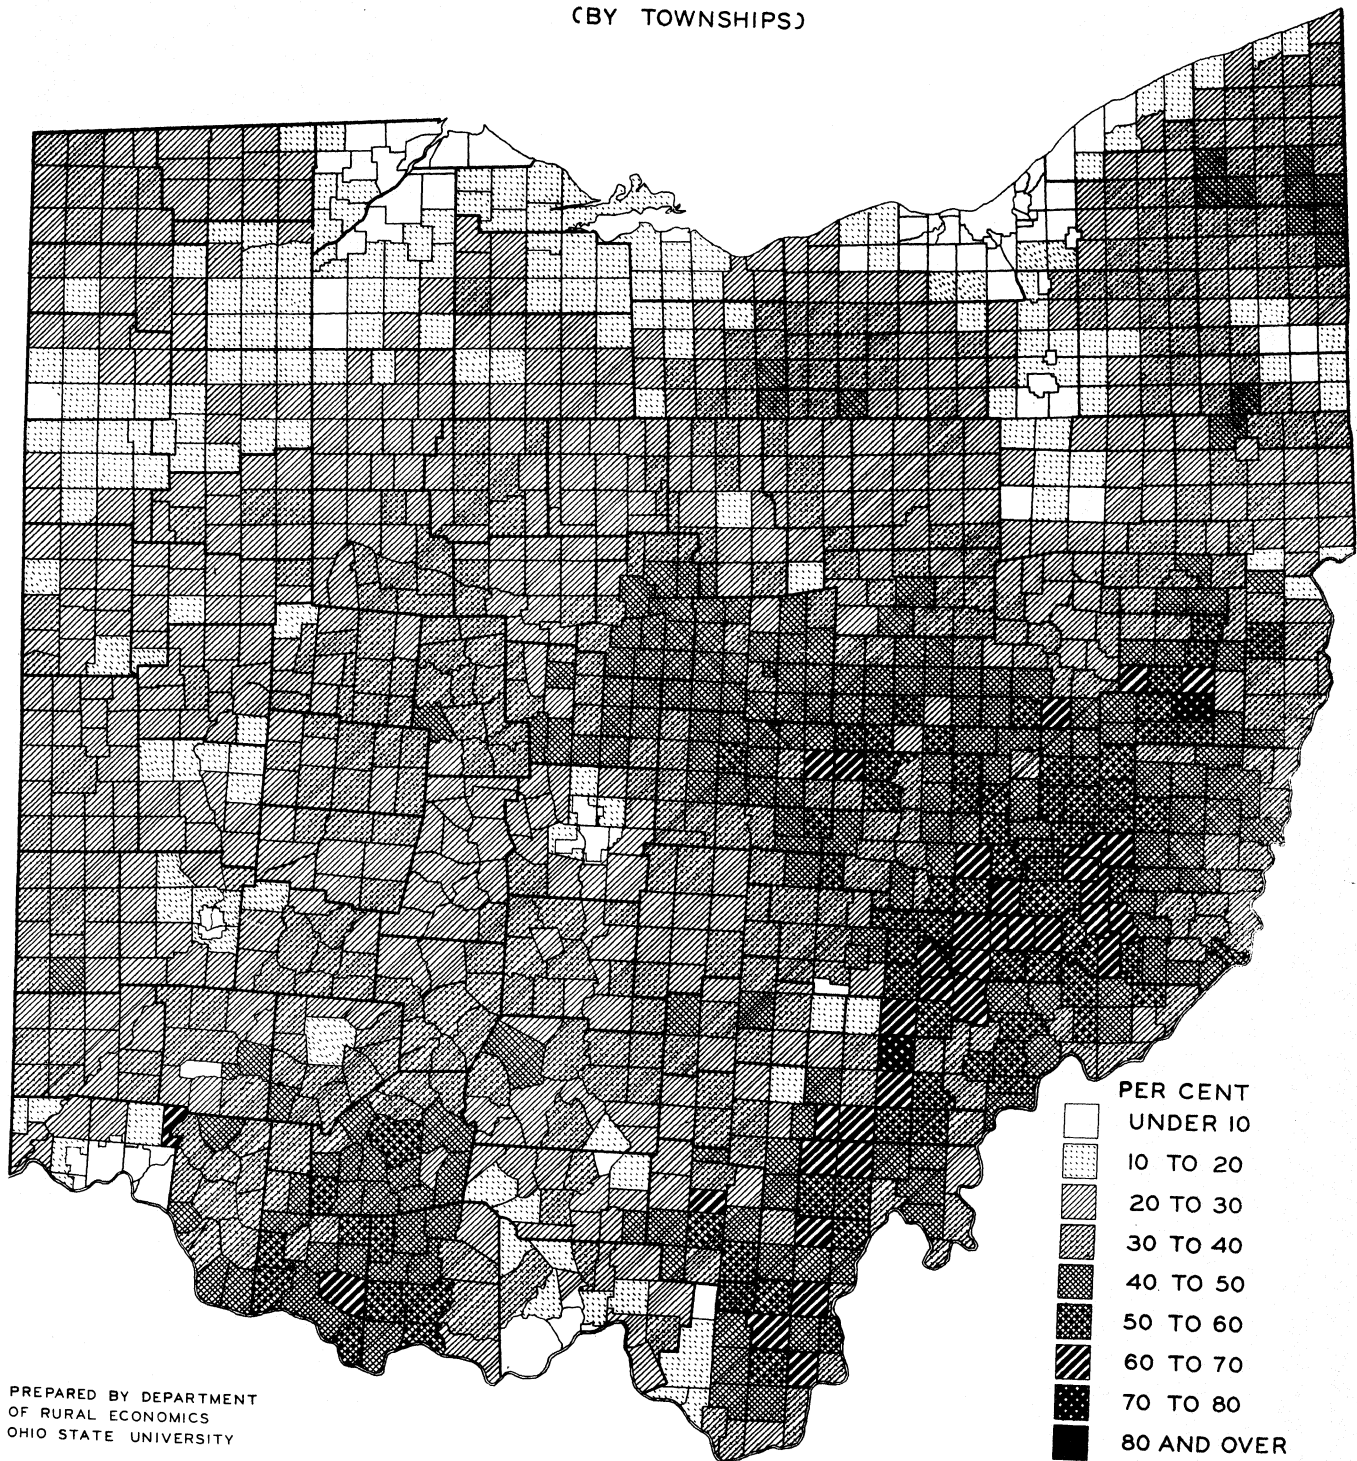 (BY TOWNSHIPS)
PER CENT
UNDER 10
10 TO 20
20 TO 30
30 TO 40
40 TO 50
50 TO 60
60 TO 70
70 TO 80
80 AND OVER
PREPARED BY DEPARTMENT
OF RURAL ECONOMICS
OHIO STATE UNIVERSITY